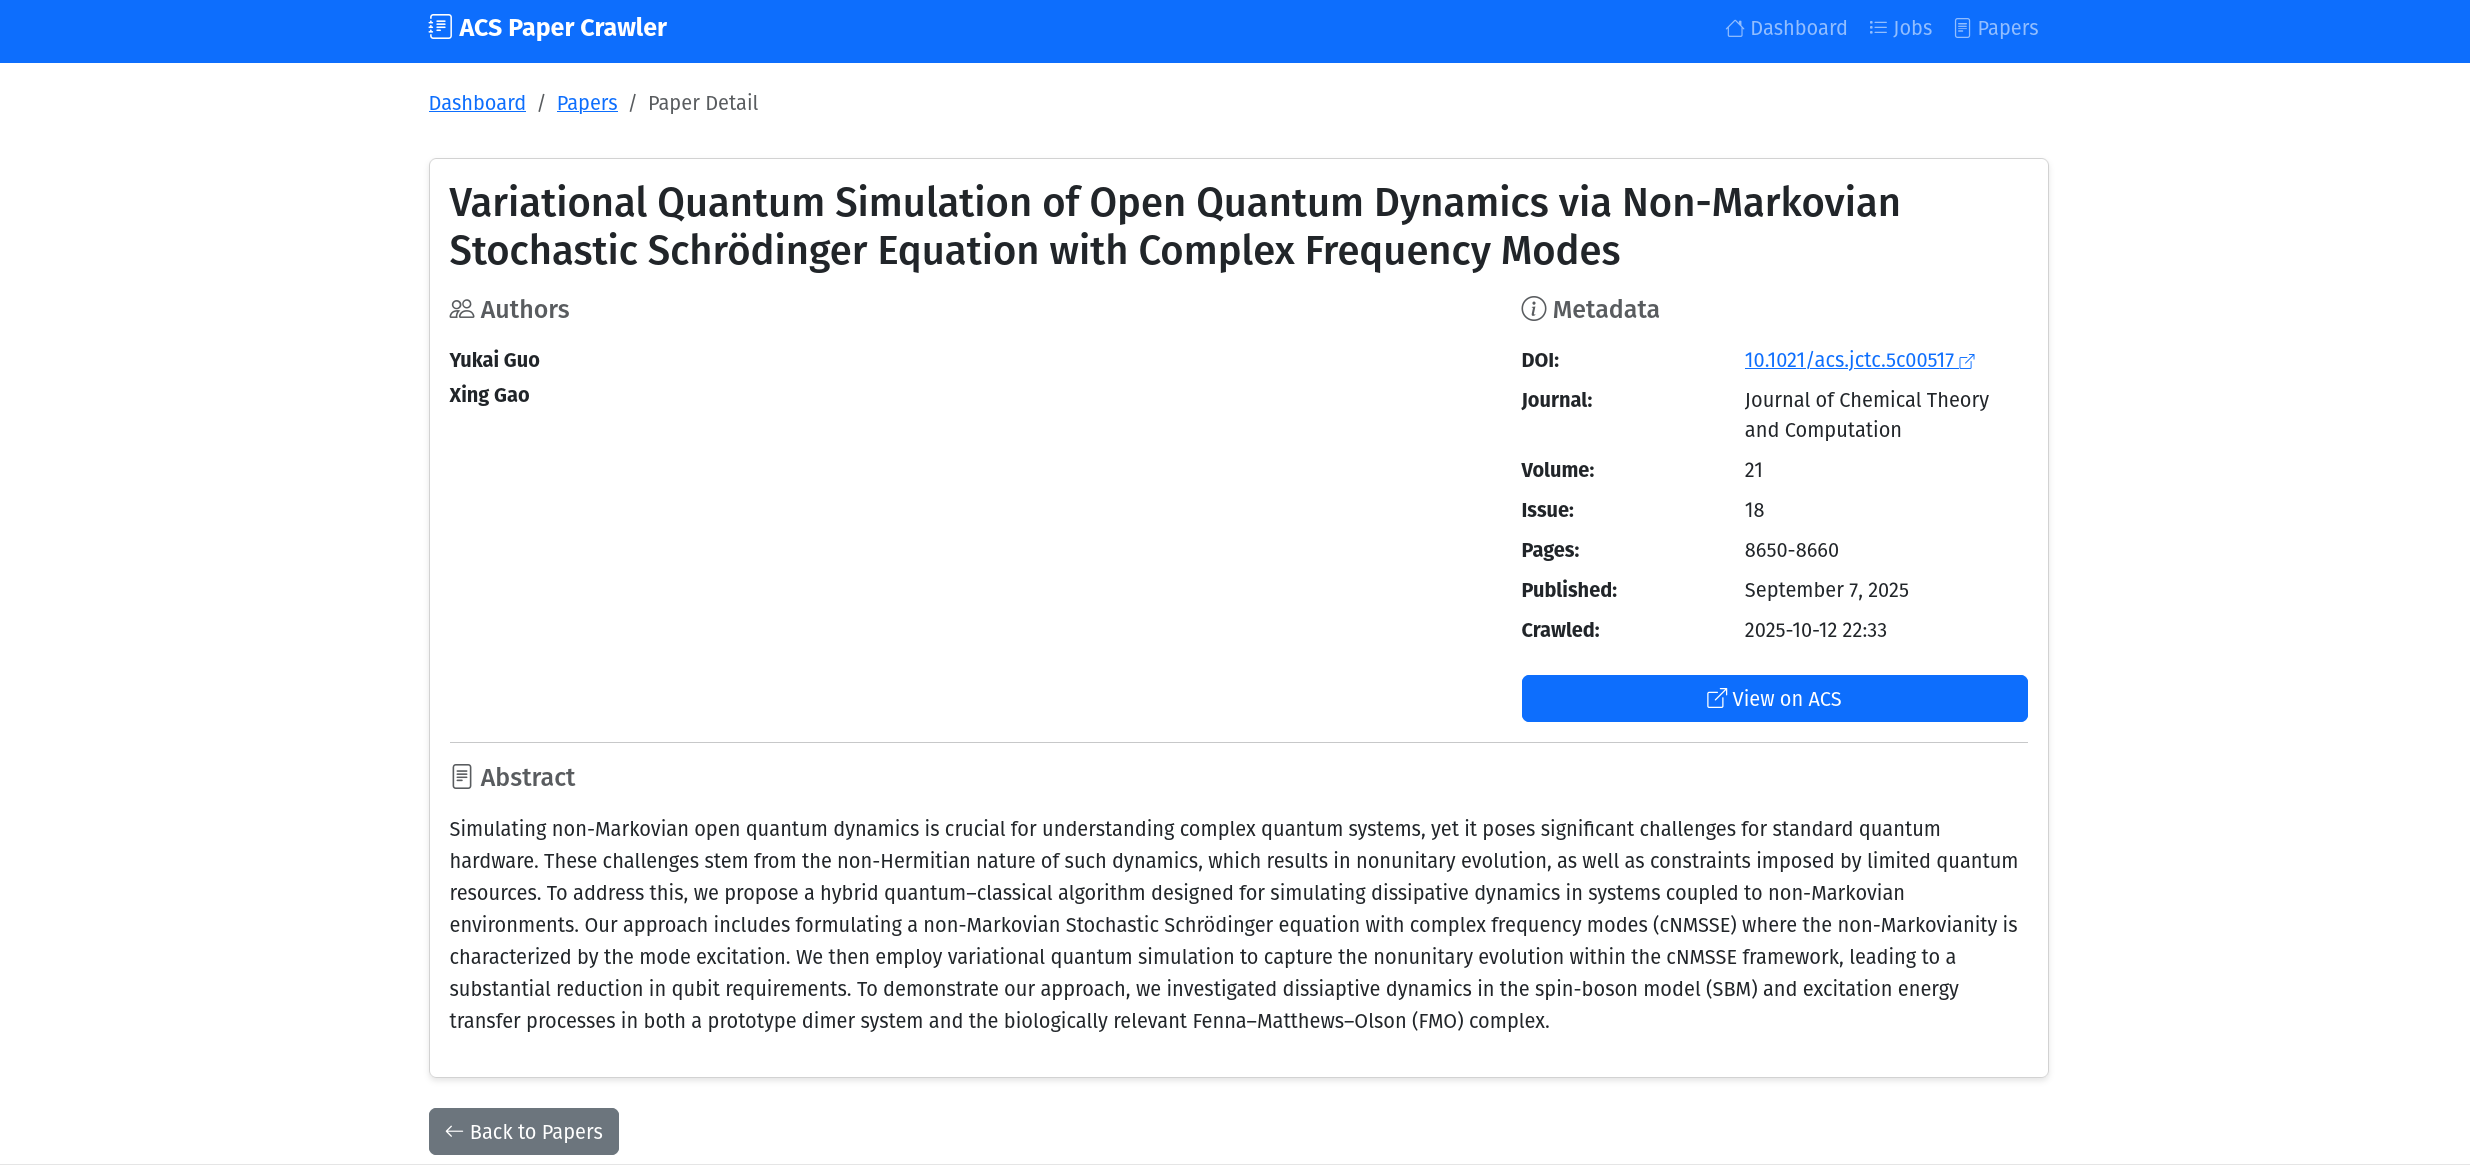 ACS Paper Crawler
Dashboard Jobs Papers
Dashboard / Papers / Paper Detail
Variational Quantum Simulation of Open Quantum Dynamics via Non-Markovian
Stochastic Schrödinger Equation with Complex Frequency Modes
Authors
Yukai Guo
Xing Gao
Metadata
DOI: 10.1021/acs.jctc.5c00517
Journal: Journal of Chemical Theory
and Computation
Volume: 21
Issue: 18
Pages: 8650-8660
Published: September 7, 2025
Crawled: 2025-10-12 22:33
View on ACS
Abstract
Simulating non-Markovian open quantum dynamics is crucial for understanding complex quantum systems, yet it poses significant challenges for standard quantum
hardware. These challenges stem from the non-Hermitian nature of such dynamics, which results in nonunitary evolution, as well as constraints imposed by limited quantum
resources. To address this, we propose a hybrid quantum–classical algorithm designed for simulating dissipative dynamics in systems coupled to non-Markovian
environments. Our approach includes formulating a non-Markovian Stochastic Schrödinger equation with complex frequency modes (cNMSSE) where the non-Markovianity is
characterized by the mode excitation. We then employ variational quantum simulation to capture the nonunitary evolution within the cNMSSE framework, leading to a
substantial reduction in qubit requirements. To demonstrate our approach, we investigated dissiaptive dynamics in the spin-boson model (SBM) and excitation energy
transfer processes in both a prototype dimer system and the biologically relevant Fenna–Matthews–Olson (FMO) complex.
Back to Papers